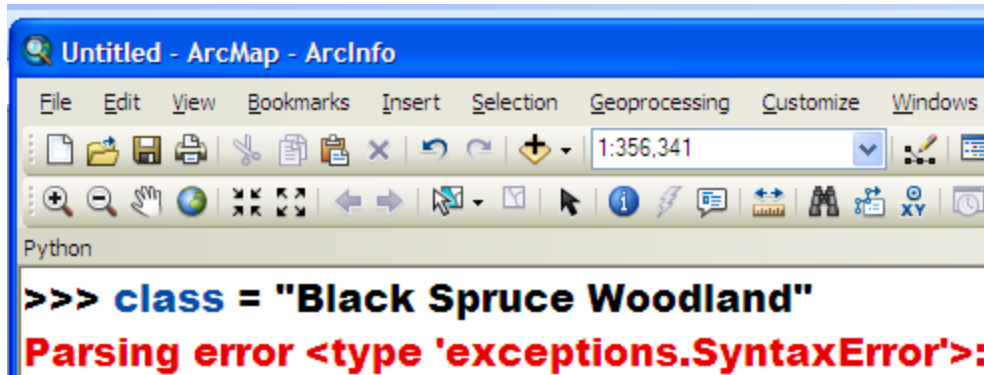 Untitled - ArcMap - ArcInfo
File Edit View Bookmarks Insert Selection Geoprocessing Customize Windows
1:356,341
XY
Python
>>> class = "Black Spruce Woodland"
Parsing error <type 'exceptions.SyntaxError'>: